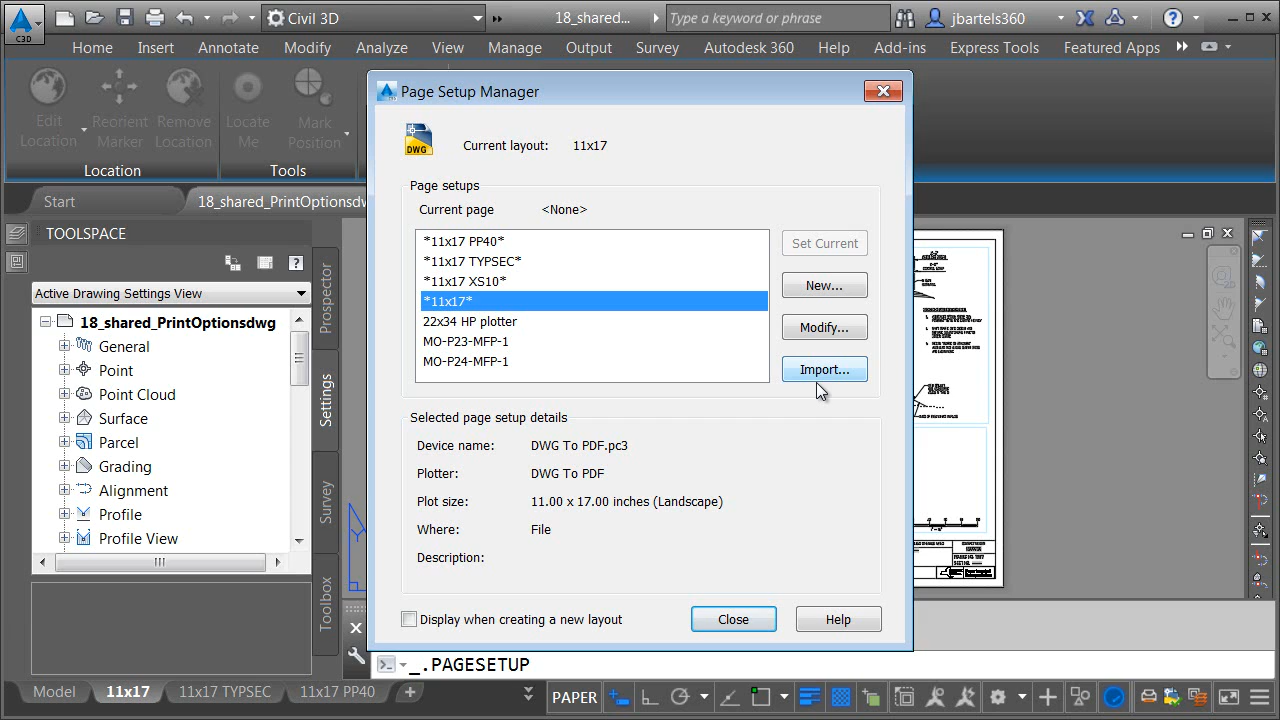 C3D
Civil 3D
18_shared...
Type a keyword or phrase
jbartels360
Home Insert Annotate Modify Analyze View Manage Output Survey Autodesk 360 Help Add-ins Express Tools Featured Apps
Edit Location
Reorient Marker
Remove Location
Locate Me
Mark Position
Location
Tools
Start
18_shared_PrintOptionsdw
TOOLSPACE
Active Drawing Settings View
18_shared_PrintOptionsdwg
General
Point
Point Cloud
Surface
Parcel
Grading
Alignment
Profile
Profile View
Prospector
Settings
Survey
Toolbox
Page Setup Manager
DWG
Current layout: 11x17
Page setups
Current page <None>
*11x17 PP40*
*11x17 TYPSEC*
*11x17 XS10*
*11x17*
22x34 HP plotter
MO-P23-MFP-1
MO-P24-MFP-1
Set Current
New...
Modify...
Import...
Selected page setup details
Device name: DWG To PDF.pc3
Plotter: DWG To PDF
Plot size: 11.00 x 17.00 inches (Landscape)
Where: File
Description:
Display when creating a new layout
Close
Help
_.PAGESETUP
Model 11x17 11x17 TYPSEC 11x17 PP40
PAPER